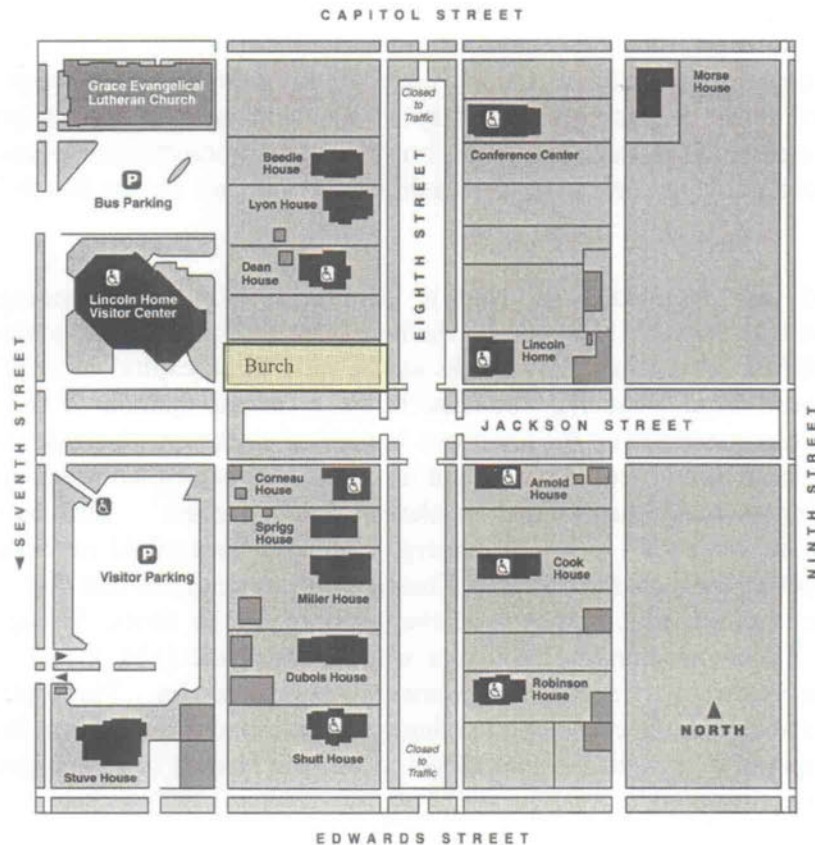 CAPITOL STREET
Grace Evangelical
Lutheran Church
Closed
to
Traffic
Morse
House
Conference Center
Beedle
House
P
Bus Parking
Lyon House
EIGHTH STREET
Dean
House
Lincoln Home
Visitor Center
Lincoln
Home
Burch
JACKSON STREET
SEVENTH STREET
NINTH STREET
Corneau
House
Arnold
House
Sprigg
House
P
Visitor Parking
Cook
House
Miller House
Dubois House
Robinson
House
NORTH
Closed
to
Traffic
Stuve House
Shutt House
EDWARDS STREET